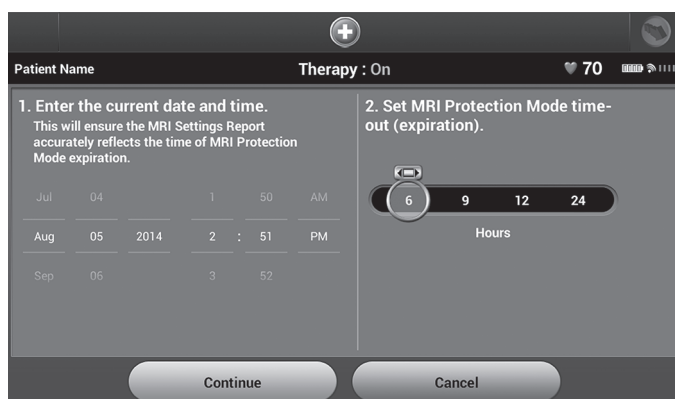 Patient Name
Therapy : On
70
1. Enter the current date and time.
This will ensure the MRI Settings Report
accurately reflects the time of MRI Protection
Mode expiration.
Jul 04 1 50 AM
Aug 05 2014 2 : 51 PM
Sep 06 3 52
2. Set MRI Protection Mode time-
out (expiration).
6 9 12 24
Hours
Continue
Cancel